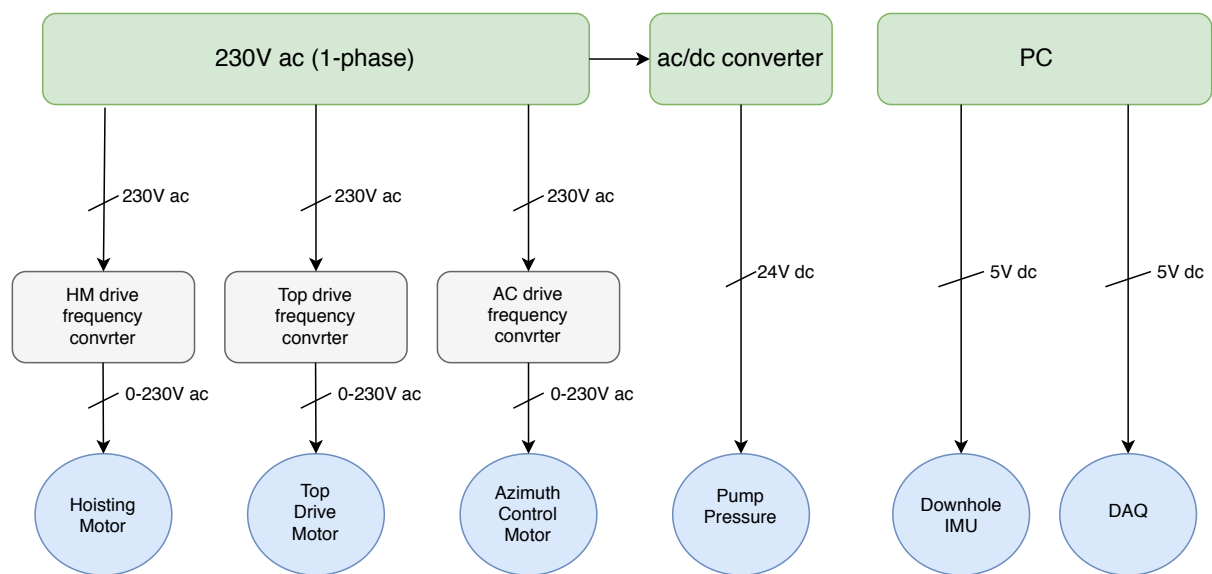 230V ac (1-phase)
ac/dc converter
PC
230V ac
230V ac
230V ac
24V dc
5V dc
5V dc
HM drive
frequency
convrter
Top drive
frequency
convrter
AC drive
frequency
convrter
0-230V ac
0-230V ac
0-230V ac
Hoisting
Motor
Top
Drive
Motor
Azimuth
Control
Motor
Pump
Pressure
Downhole
IMU
DAQ